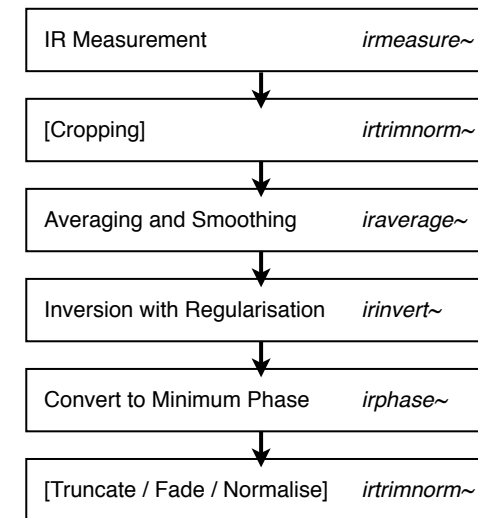 IR Measurement irmeasure~
[Cropping] irtrimnorm~
Averaging and Smoothing iraverage~
Inversion with Regularisation irinvert~
Convert to Minimum Phase irphase~
[Truncate / Fade / Normalise] irtrimnorm~